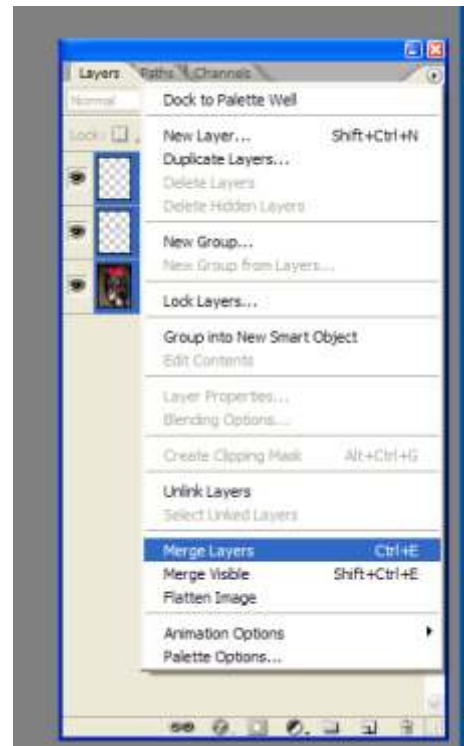 Layers Paths Channels
Normal
Dock to Palette Well
Lock:
New Layer... Shift+Ctrl+N
Duplicate Layers...
Delete Layers
Delete Hidden Layers
New Group...
New Group from Layers...
Lock Layers...
Group into New Smart Object
Edit Contents
Layer Properties...
Blending Options...
Create Clipping Mask Alt+Ctrl+G
Unlink Layers
Select Linked Layers
Merge Layers Ctrl+E
Merge Visible Shift+Ctrl+E
Flatten Image
Animation Options
Palette Options...